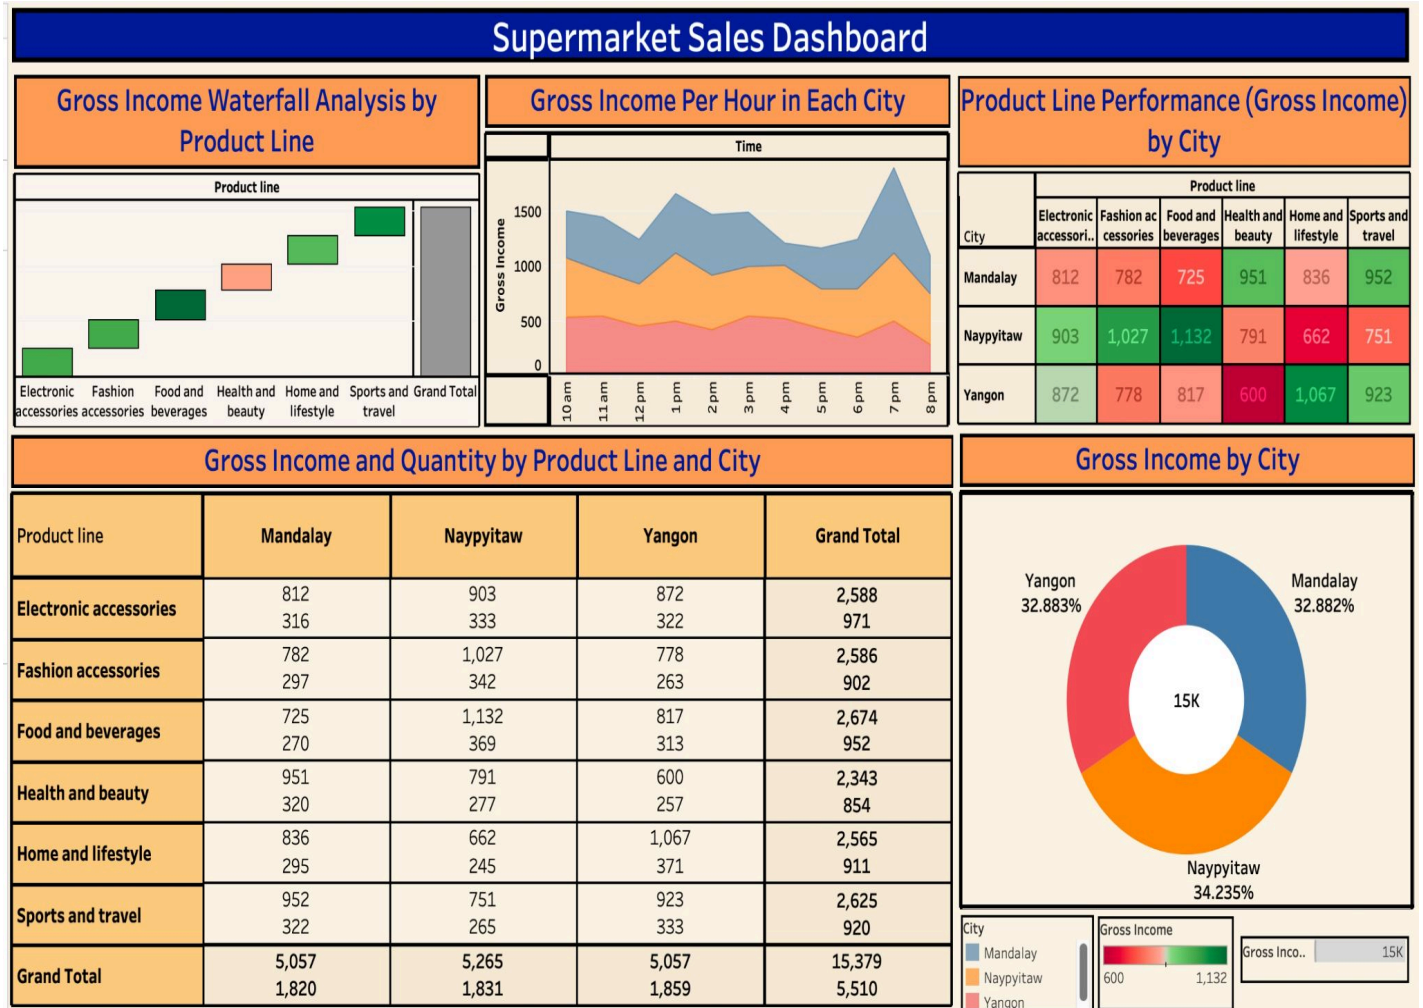 Supermarket Sales Dashboard
Gross Income Waterfall Analysis by
Product Line
Product line
Electronic accessories
Fashion accessories
Food and beverages
Health and beauty
Home and lifestyle
Sports and travel
Grand Total
Gross Income Per Hour in Each City
Time
Gross Income
1500
1000
500
0
10 am
11 am
12 pm
1 pm
2 pm
3 pm
4 pm
5 pm
6 pm
7 pm
8 pm
Product Line Performance (Gross Income)
by City
Product line
City
Electronic accessori..
Fashion ac cessories
Food and beverages
Health and beauty
Home and lifestyle
Sports and travel
Mandalay 812 782 725 951 836 952
Naypyitaw 903 1,027 1,132 791 662 751
Yangon 872 778 817 600 1,067 923
Gross Income and Quantity by Product Line and City
Product line Mandalay Naypyitaw Yangon Grand Total
Electronic accessories
812 903 872 2,588
316 333 322 971
Fashion accessories
782 1,027 778 2,586
297 342 263 902
Food and beverages
725 1,132 817 2,674
270 369 313 952
Health and beauty
951 791 600 2,343
320 277 257 854
Home and lifestyle
836 662 1,067 2,565
295 245 371 911
Sports and travel
952 751 923 2,625
322 265 333 920
Grand Total
5,057 5,265 5,057 15,379
1,820 1,831 1,859 5,510
Gross Income by City
Yangon
32.883%
Mandalay
32.882%
15K
Naypyitaw
34.235%
City
Mandalay
Naypyitaw
Yangon
Gross Income
600 1,132
Gross Inco.. 15K